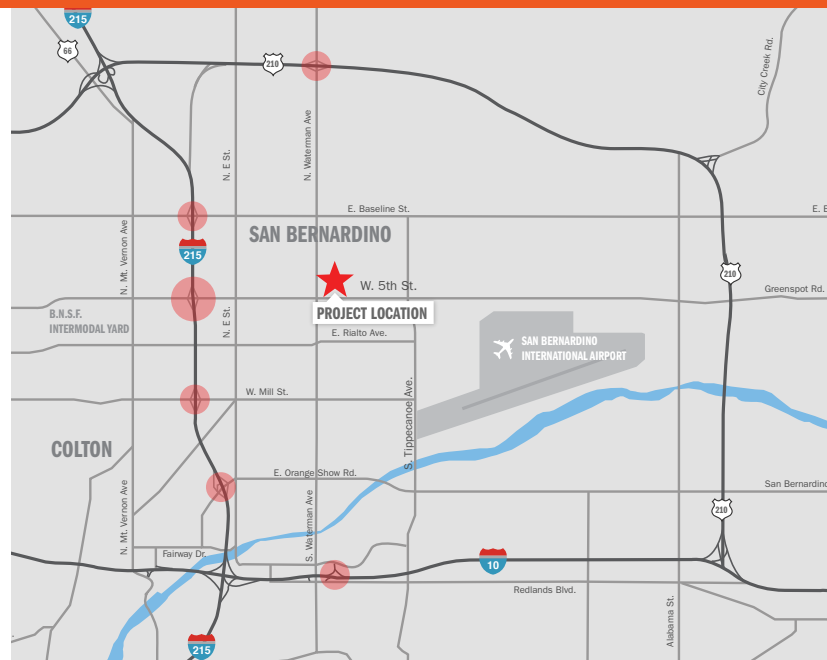 215
66
210
City Creek Rd.
N. E St.
N. Waterman Ave
E. Baseline St.
E. B
SAN BERNARDINO
215
N. Mt. Vernon Ave
210
W. 5th St.
Greenspot Rd.
PROJECT LOCATION
B.N.S.F.
INTERMODAL YARD
N. E St.
E. Rialto Ave.
SAN BERNARDINO
INTERNATIONAL AIRPORT
W. Mill St.
S. Tippecanoe Ave.
COLTON
E. Orange Show Rd.
San Bernardino
N. Mt. Vernon Ave
S. Waterman Ave
210
Fairway Dr.
10
Redlands Blvd.
Alabama St.
215